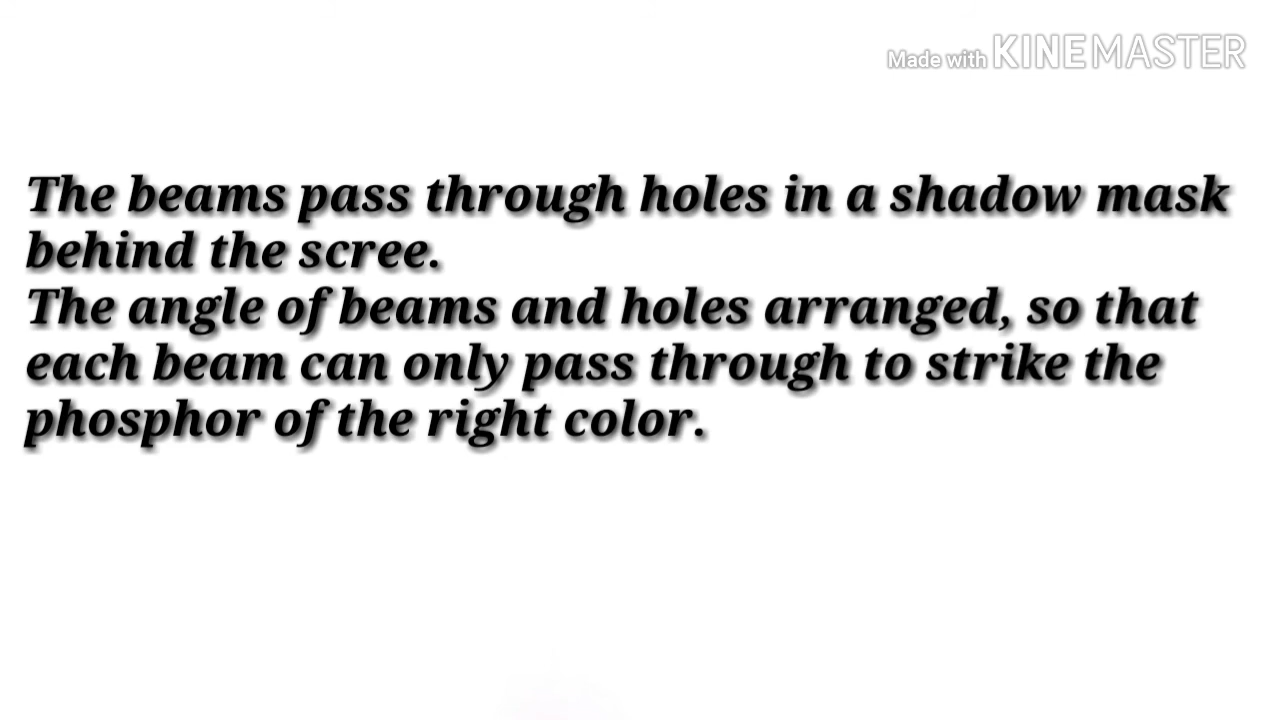 Made with KINEMASTER
The beams pass through holes in a shadow mask
behind the scree.
The angle of beams and holes arranged, so that
each beam can only pass through to strike the
phosphor of the right color.